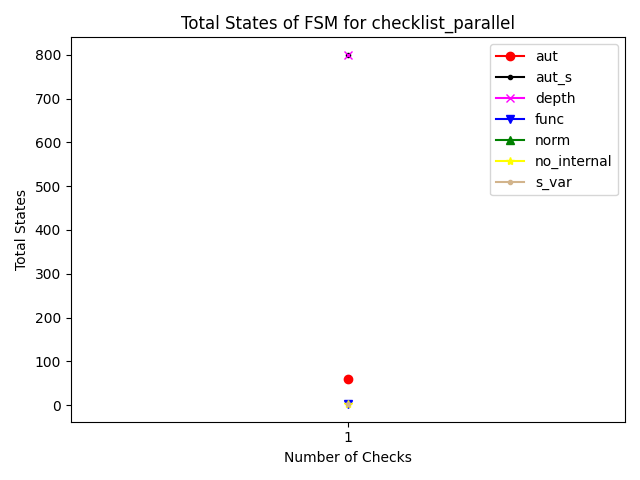 Total States of FSM for checklist_parallel
Total States
800
700
600
500
400
300
200
100
0
aut
aut_s
depth
func
norm
no_internal
s_var
1
Number of Checks